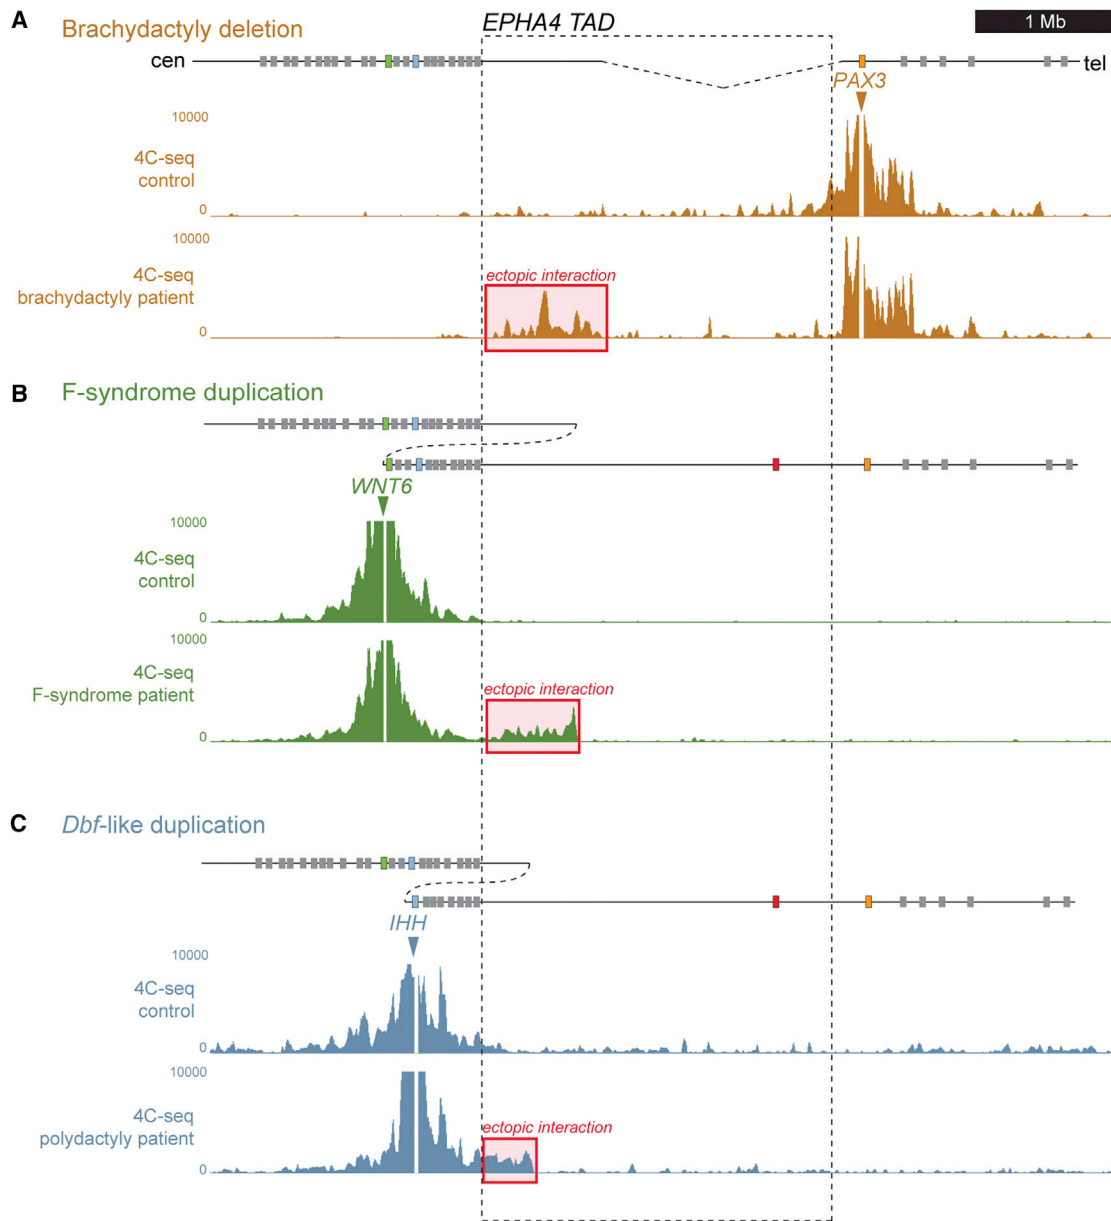 A
Brachydactyly deletion
EPHA4 TAD
1 Mb
cen
tel
PAX3
10000
4C-seq
control
0
10000
4C-seq
brachydactyly patient
0
ectopic interaction
B
F-syndrome duplication
WNT6
10000
4C-seq
control
0
10000
4C-seq
F-syndrome patient
0
ectopic interaction
C
Dbf-like duplication
IHH
10000
4C-seq
control
0
10000
4C-seq
polydactyly patient
0
ectopic interaction